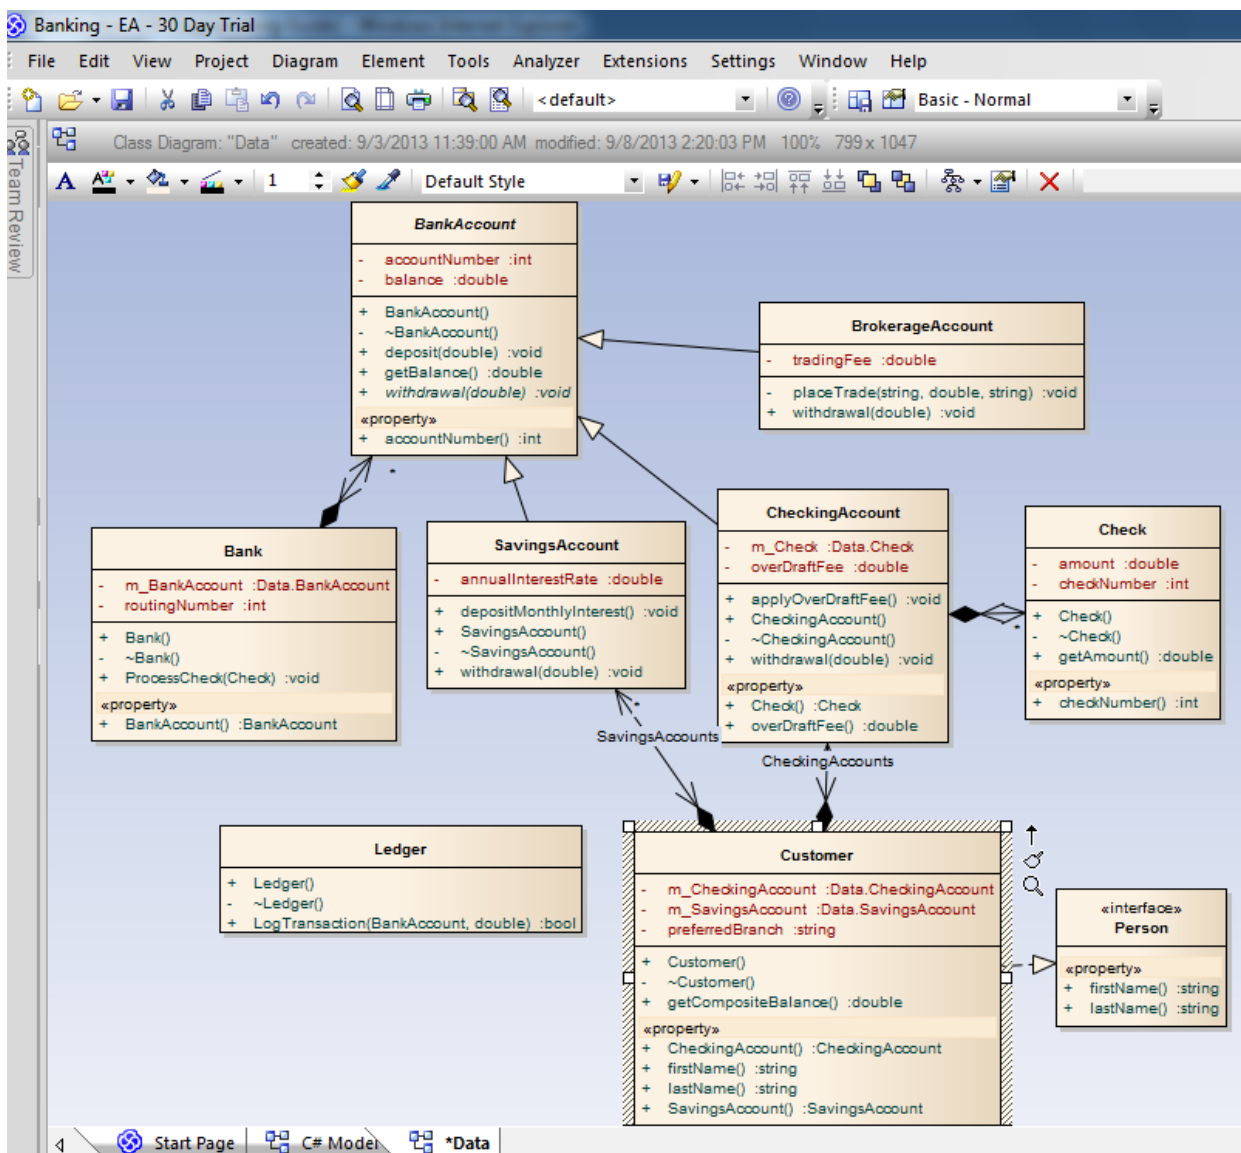 Banking - EA - 30 Day Trial
File Edit View Project Diagram Element Tools Analyzer Extensions Settings Window Help
<default> Basic - Normal
Team Review
Class Diagram: "Data" created: 9/3/2013 11:39:00 AM modified: 9/8/2013 2:20:03 PM 100% 799 x 1047
A 1 Default Style
BankAccount
- accountNumber :int
- balance :double
+ BankAccount()
- ~BankAccount()
+ deposit(double) :void
+ getBalance() :double
+ withdrawal(double) :void
«property»
+ accountNumber() :int
BrokerageAccount
- tradingFee :double
- placeTrade(string, double, string) :void
+ withdrawal(double) :void
*
Bank
- m_BankAccount :Data.BankAccount
- routingNumber :int
+ Bank()
- ~Bank()
+ ProcessCheck(Check) :void
«property»
+ BankAccount() :BankAccount
SavingsAccount
- annualInterestRate :double
+ depositMonthlyInterest() :void
+ SavingsAccount()
- ~SavingsAccount()
+ withdrawal(double) :void
CheckingAccount
- m_Check :Data.Check
- overDraftFee :double
+ applyOverDraftFee() :void
+ CheckingAccount()
- ~CheckingAccount()
+ withdrawal(double) :void
«property»
+ Check() :Check
+ overDraftFee() :double
*
Check
- amount :double
- checkNumber :int
+ Check()
- ~Check()
+ getAmount() :double
«property»
+ checkNumber() :int
*
SavingsAccounts
CheckingAccounts
Ledger
+ Ledger()
- ~Ledger()
+ LogTransaction(BankAccount, double) :bool
Customer
- m_CheckingAccount :Data.CheckingAccount
- m_SavingsAccount :Data.SavingsAccount
- preferredBranch :string
+ Customer()
- ~Customer()
+ getCompositeBalance() :double
«property»
+ CheckingAccount() :CheckingAccount
+ firstName() :string
+ lastName() :string
+ SavingsAccount() :SavingsAccount
«interface»
Person
«property»
+ firstName() :string
+ lastName() :string
Start Page C# Model *Data